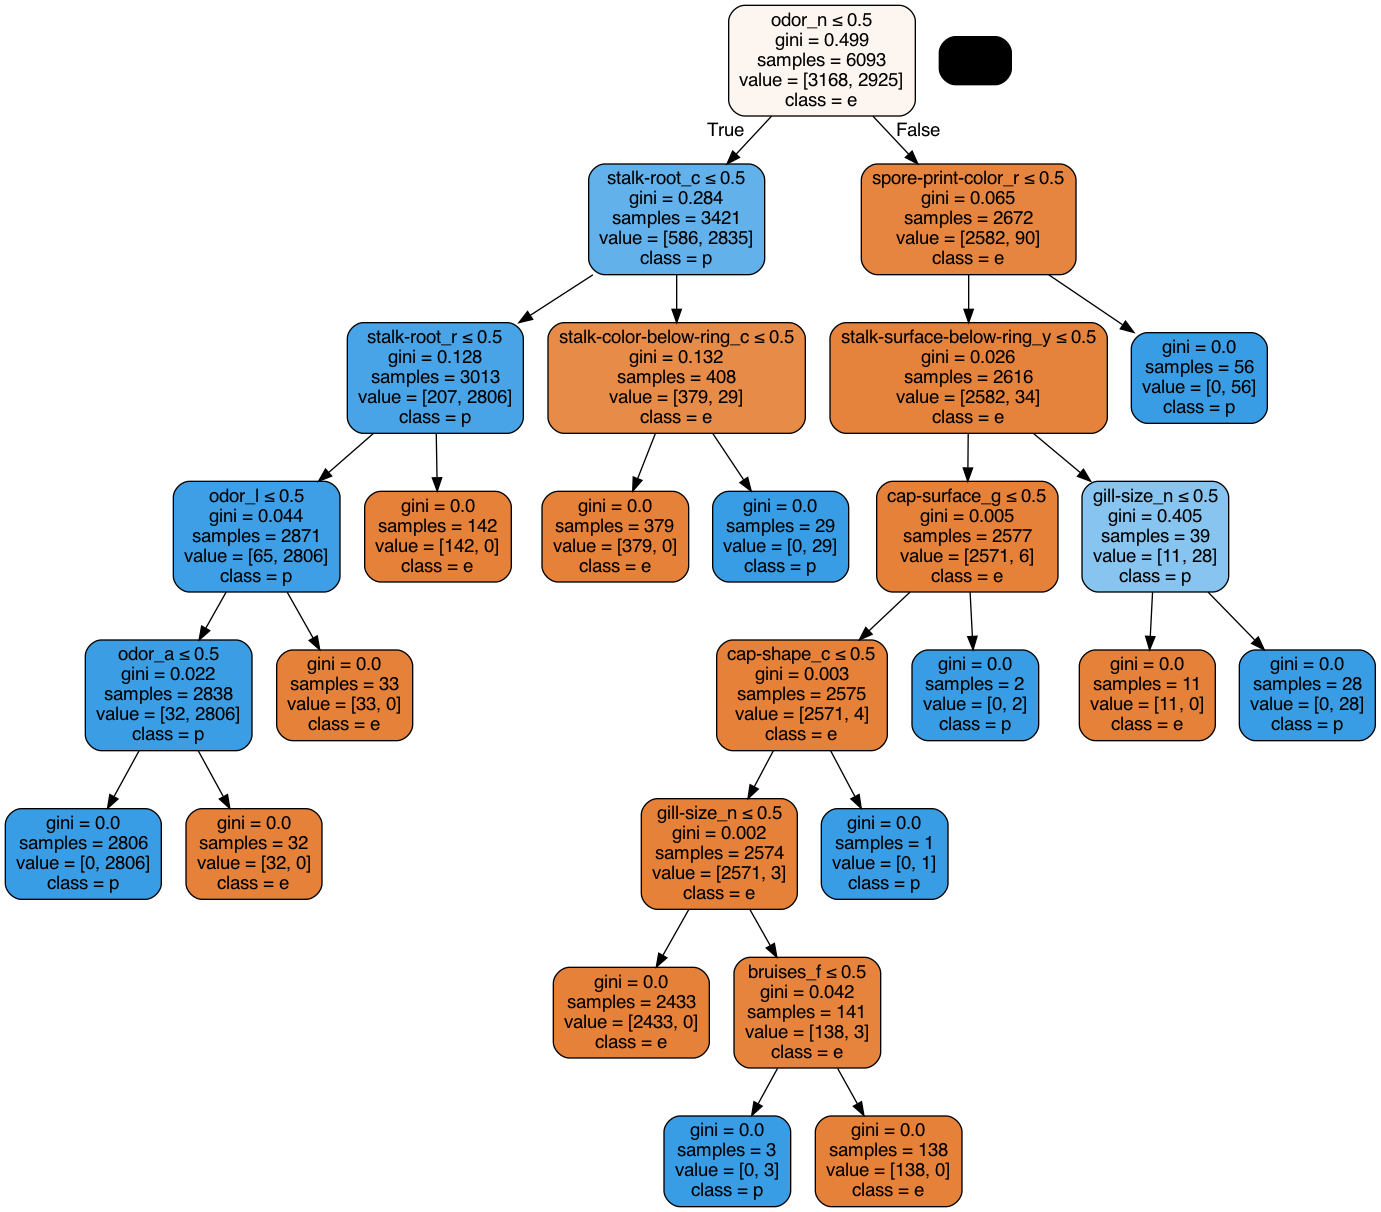 odor_n ≤ 0.5
gini = 0.499
samples = 6093
value = [3168, 2925]
class = e
True
False
stalk-root_c ≤ 0.5
gini = 0.284
samples = 3421
value = [586, 2835]
class = p
spore-print-color_r ≤ 0.5
gini = 0.065
samples = 2672
value = [2582, 90]
class = e
stalk-root_r ≤ 0.5
gini = 0.128
samples = 3013
value = [207, 2806]
class = p
stalk-color-below-ring_c ≤ 0.5
gini = 0.132
samples = 408
value = [379, 29]
class = e
stalk-surface-below-ring_y ≤ 0.5
gini = 0.026
samples = 2616
value = [2582, 34]
class = e
gini = 0.0
samples = 56
value = [0, 56]
class = p
odor_l ≤ 0.5
gini = 0.044
samples = 2871
value = [65, 2806]
class = p
gini = 0.0
samples = 142
value = [142, 0]
class = e
gini = 0.0
samples = 379
value = [379, 0]
class = e
gini = 0.0
samples = 29
value = [0, 29]
class = p
cap-surface_g ≤ 0.5
gini = 0.005
samples = 2577
value = [2571, 6]
class = e
gill-size_n ≤ 0.5
gini = 0.405
samples = 39
value = [11, 28]
class = p
odor_a ≤ 0.5
gini = 0.022
samples = 2838
value = [32, 2806]
class = p
gini = 0.0
samples = 33
value = [33, 0]
class = e
cap-shape_c ≤ 0.5
gini = 0.003
samples = 2575
value = [2571, 4]
class = e
gini = 0.0
samples = 2
value = [0, 2]
class = p
gini = 0.0
samples = 11
value = [11, 0]
class = e
gini = 0.0
samples = 28
value = [0, 28]
class = p
gini = 0.0
samples = 2806
value = [0, 2806]
class = p
gini = 0.0
samples = 32
value = [32, 0]
class = e
gill-size_n ≤ 0.5
gini = 0.002
samples = 2574
value = [2571, 3]
class = e
gini = 0.0
samples = 1
value = [0, 1]
class = p
gini = 0.0
samples = 2433
value = [2433, 0]
class = e
bruises_f ≤ 0.5
gini = 0.042
samples = 141
value = [138, 3]
class = e
gini = 0.0
samples = 3
value = [0, 3]
class = p
gini = 0.0
samples = 138
value = [138, 0]
class = e